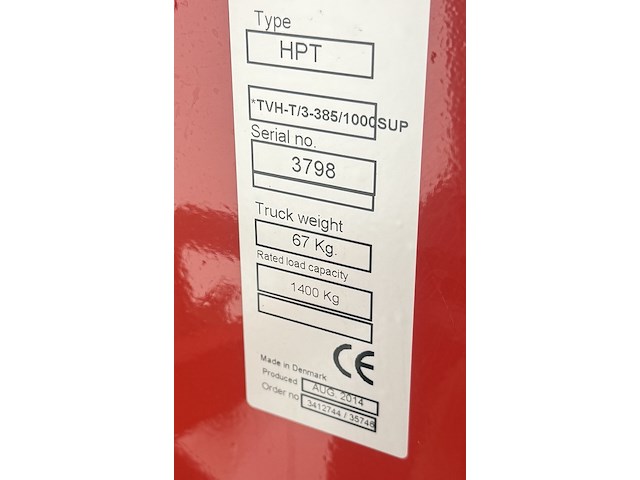 Type
HPT
*TVH-T/3-385/1000SUP
Serial no.
3798
Truck weight
67 Kg.
Rated load capacity
1400 Kg
CE
Made in Denmark
Produced AUG. 2014
Order no 3412744 / 35746